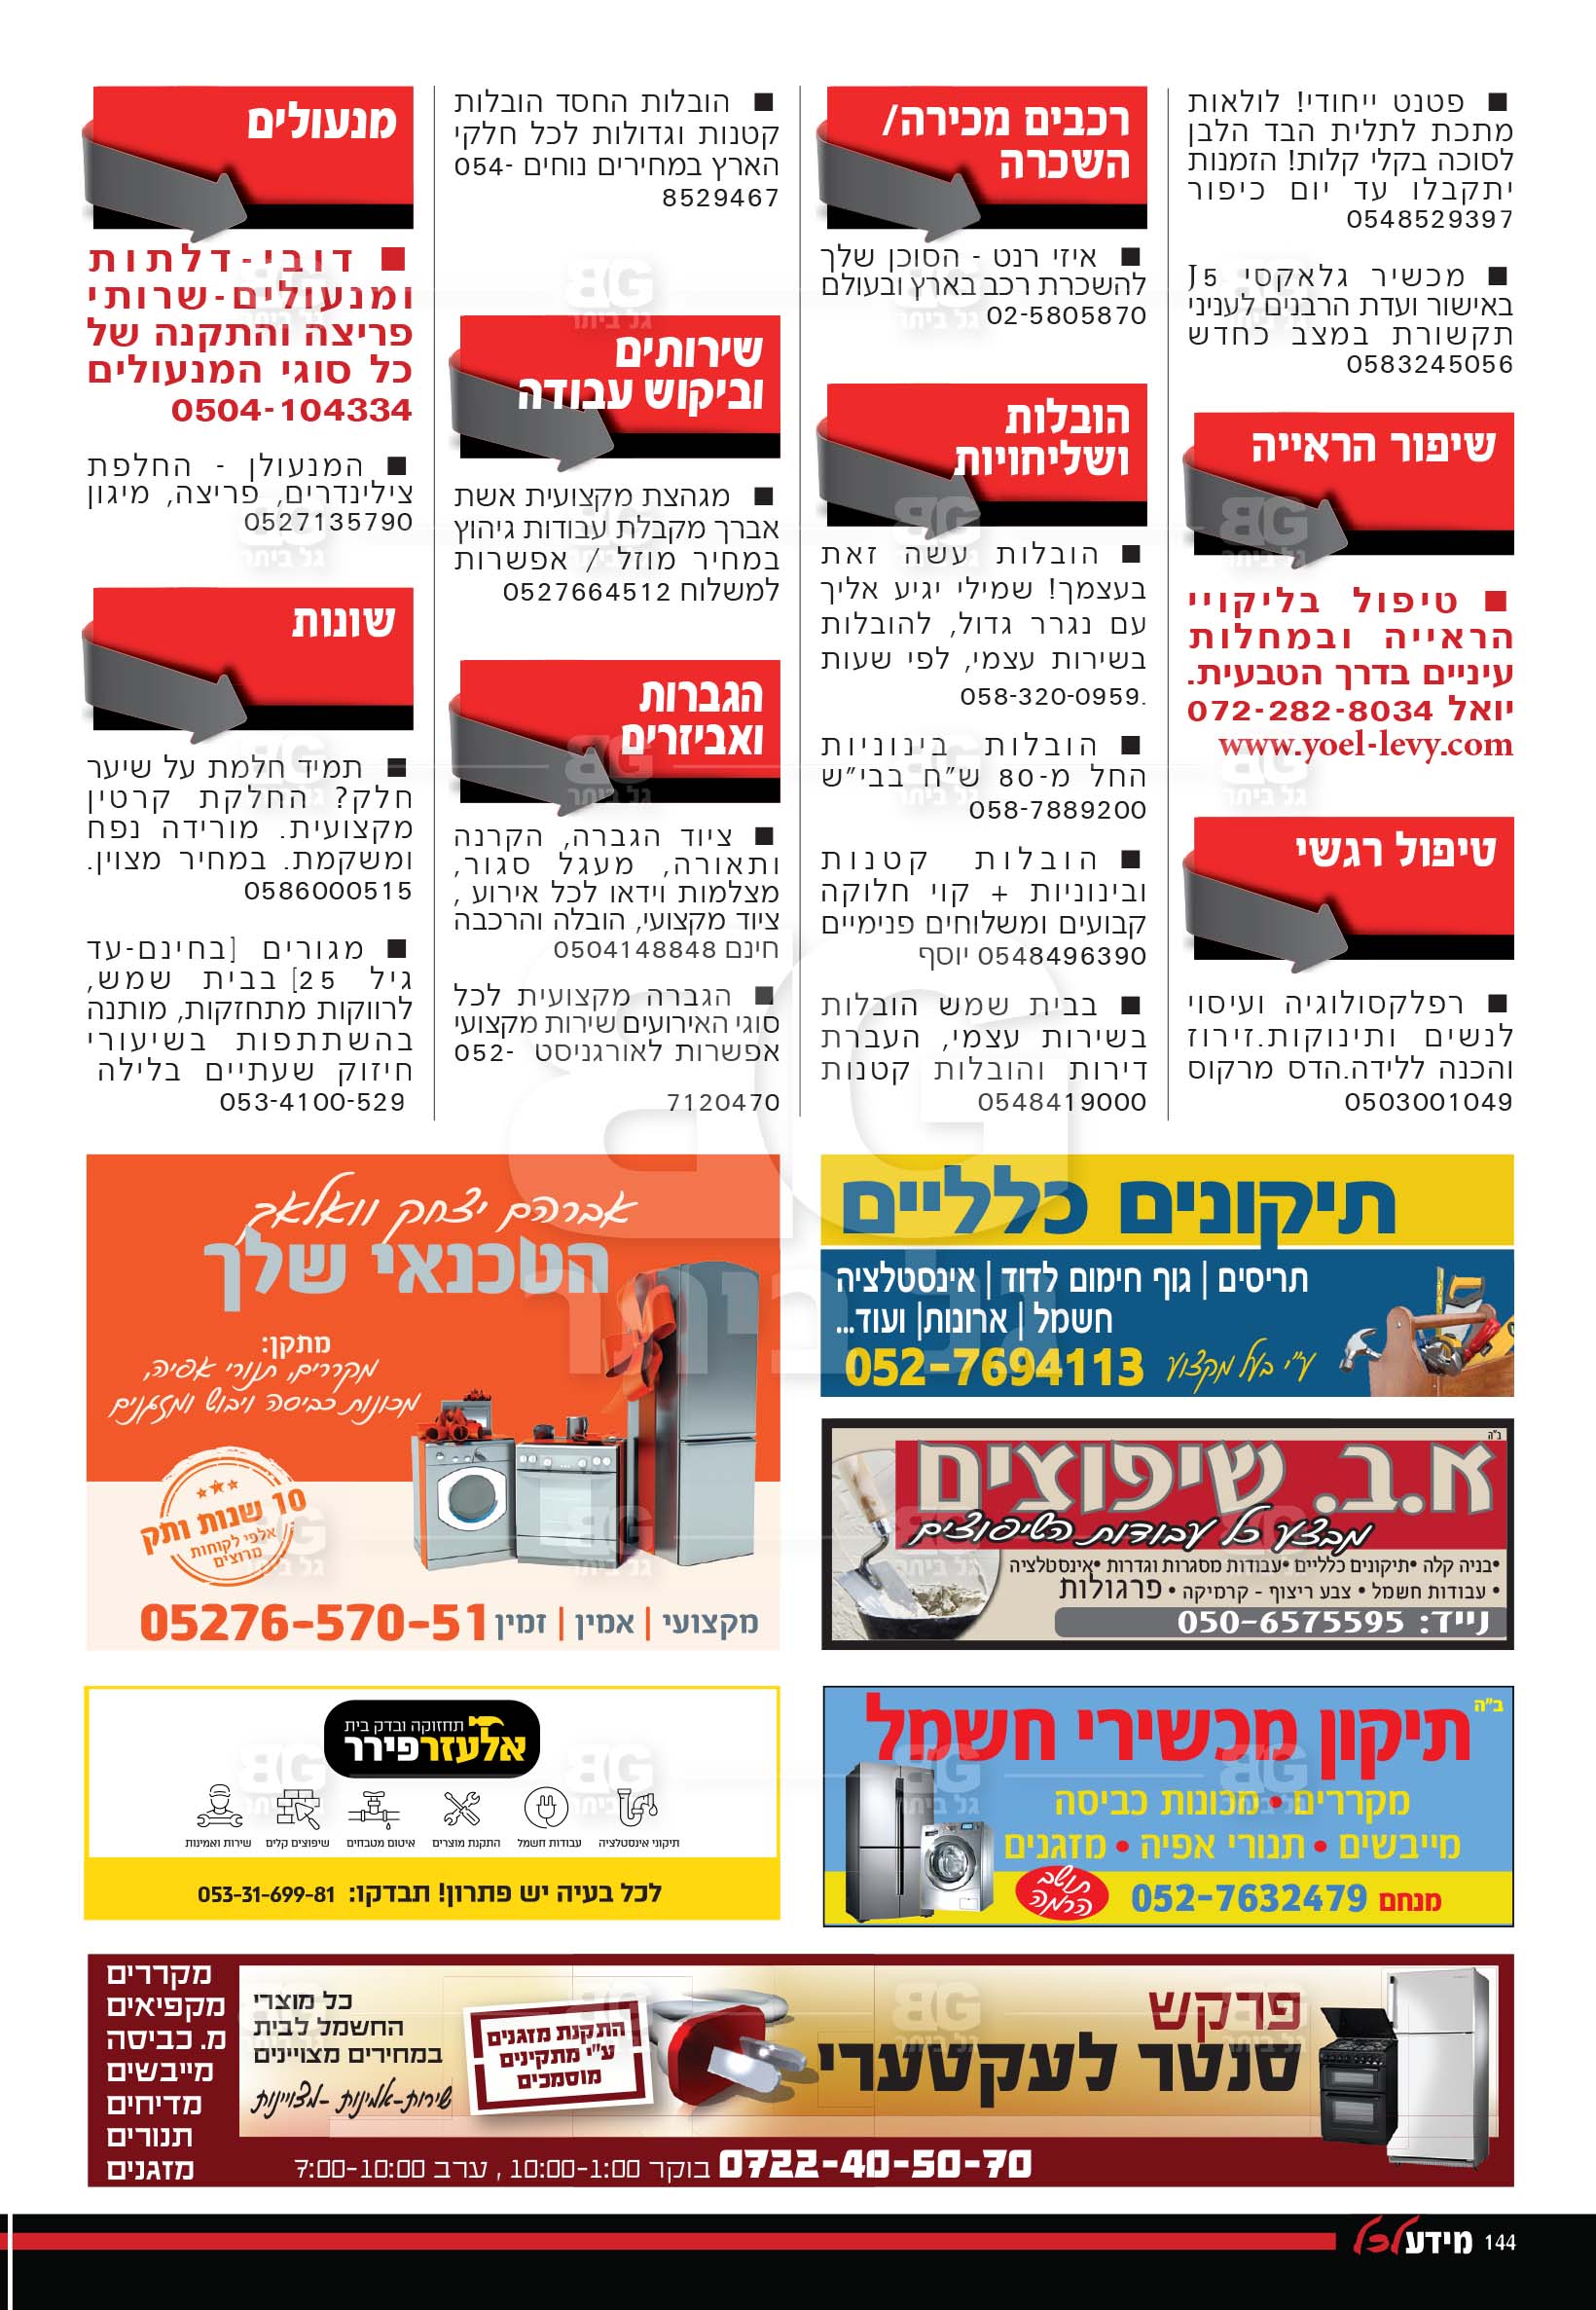 ■ פטנט ייחודי! לולאות
מתכת לתלית הבד הלבן
לסוכה בקלי קלות! הזמנות
יתקבלו עד יום כיפור
0548529397
■ מכשיר גלאקסי J5
באישור ועדת הרבנים לעניני
תקשורת במצב כחדש
0583245056
שיפור הראייה
■ טיפול בליקויי
הראייה ובמחלות
עיניים בדרך הטבעית.
יואל 072-282-8034
www.yoel-levy.com
טיפול רגשי
■ רפלקסולוגיה ועיסוי
לנשים ותינוקות.זירוז
והכנה ללידה.הדס מרקוס
0503001049
רכבים מכירה/
השכרה
■ איזי רנט - הסוכן שלך
להשכרת רכב בארץ ובעולם
02-5805870
הובלות
ושליחויות
■ הובלות עשה זאת
בעצמך! שמילי יגיע אליך
עם נגרר גדול, להובלות
בשירות עצמי, לפי שעות
058-320-0959.
■ הובלות בינוניות
החל מ-80 ש"ח בבי"ש
058-7889200
■ הובלות קטנות
ובינוניות + קוי חלוקה
קבועים ומשלוחים פנימיים
0548496390 יוסף
■ בבית שמש הובלות
בשירות עצמי, העברת
דירות והובלות קטנות
0548419000
■ הובלות החסד הובלות
קטנות וגדולות לכל חלקי
הארץ במחירים נוחים 054-
8529467
שירותים
וביקוש עבודה
■ מגהצת מקצועית אשת
אברך מקבלת עבודות גיהוץ
במחיר מוזל / אפשרות
למשלוח 0527664512
הגברות
ואביזרים
■ ציוד הגברה, הקרנה
ותאורה, מעגל סגור,
מצלמות וידאו לכל אירוע ,
ציוד מקצועי, הובלה והרכבה
חינם 0504148848
■ הגברה מקצועית לכל
סוגי האירועים שירות מקצועי
אפשרות לאורגניסט 052-
7120470
מנעולים
■ דובי-דלתות
ומנעולים-שרותי
פריצה והתקנה של
כל סוגי המנעולים
0504-104334
■ המנעולן - החלפת
צילינדרים, פריצה, מיגון
0527135790
שונות
■ תמיד חלמת על שיער
חלק? החלקת קרטין
מקצועית. מורידה נפח
ומשקמת. במחיר מצוין.
0586000515
■ מגורים [בחינם-עד
גיל 25] בבית שמש,
לרווקות מתחזקות, מותנה
בהשתתפות בשיעורי
חיזוק שעתיים בלילה
053-4100-529
תיקונים כלליים
תריסים | גוף חימום לדוד | אינסטלציה
חשמל | ארונות| ועוד...
ע"י בעל מקצוע 052-7694113
אברהם יצחק וואלאך
הטכנאי שלך
מתקן:
מקררים, תנורי אפיה,
מכונות כביסה ויבוש ומזגנים
10 שנות ותק
אלפי לקוחות
מרוצים
מקצועי | אמין | זמין 05276-570-51
ב"ה
א.ב. שיפוצים
מבצע כל עבודות השיפוצים
•בניה קלה •תיקונים כלליים •עבודות מסגרות וגדרות •אינסטלציה
• עבודות חשמל • צבע ריצוף - קרמיקה • פרגולות
נייד: 050-6575595
ב"ה
תיקון מכשירי חשמל
מקררים • מכונות כביסה
מייבשים • תנורי אפיה • מזגנים
מנחם 052-7632479
תושב
הרמה
תחזוקה ובדק בית
אלעזרפירר
תיקוני אינסטלציה
עבודות חשמל
התקנת מוצרים
איטום מטבחים
שיפוצים קלים
שירות ואמינות
לכל בעיה יש פתרון! תבדקו: 053-31-699-81
פרקש
סנטר לעקטערי
התקנת מזגנים
ע"י מתקינים
מוסמכים
כל מוצרי
החשמל לבית
במחירים מצויינים
שירות-אמינות -מצויינות
מקררים
מקפיאים
מ. כביסה
מייבשים
מדיחים
תנורים
מזגנים
0722-40-50-70 בוקר 10:00-1:00 , ערב 7:00-10:00
144 מידע לכל
BG
גל ביתר